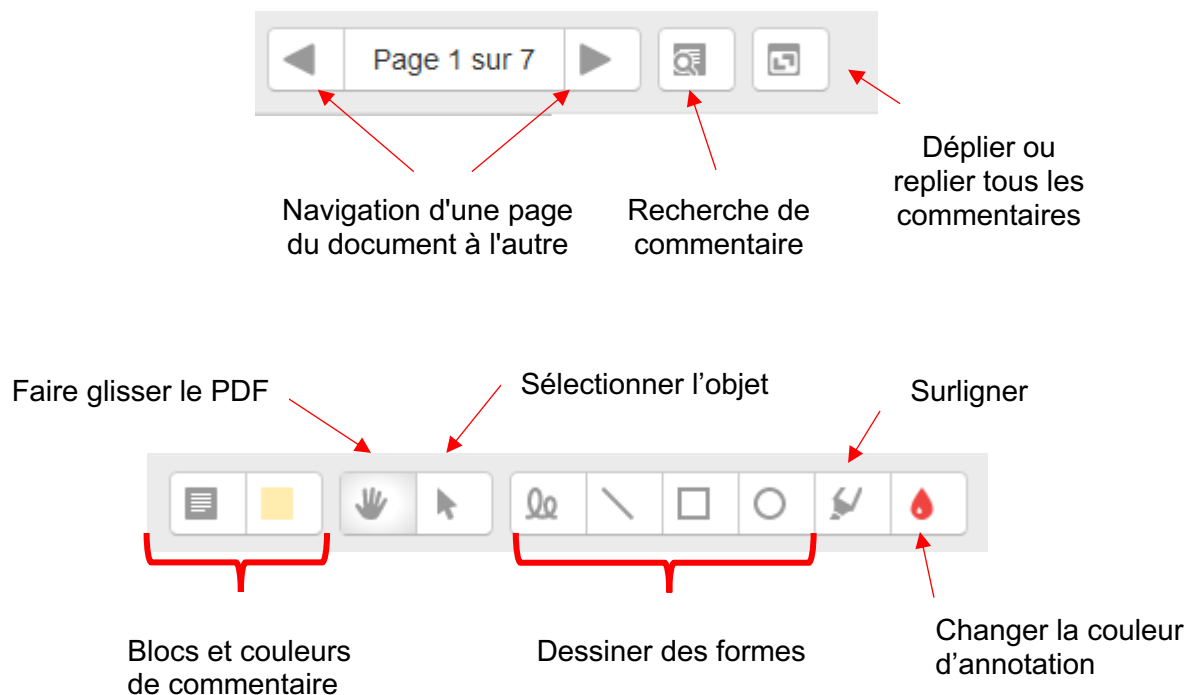 Page 1 sur 7
Navigation d'une page
du document à l'autre
Recherche de
commentaire
Déplier ou
replier tous les
commentaires
Faire glisser le PDF
Sélectionner l’objet
Surligner
Blocs et couleurs
de commentaire
Dessiner des formes
Changer la couleur
d’annotation